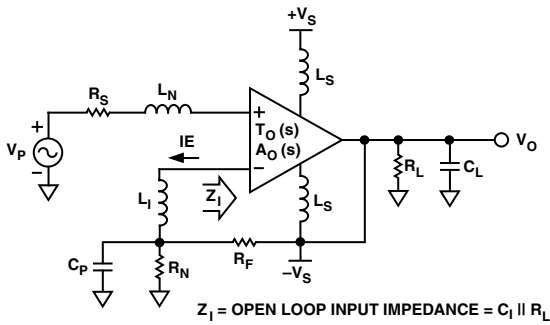 +V_S
L_S
R_S
L_N
+
T_O (s)
A_O (s)
–
V_P
+
–
IE
L_I
Z_I
L_S
V_O
R_L
C_L
C_P
R_N
R_F
–V_S
Z_I = OPEN LOOP INPUT IMPEDANCE = C_I || R_L